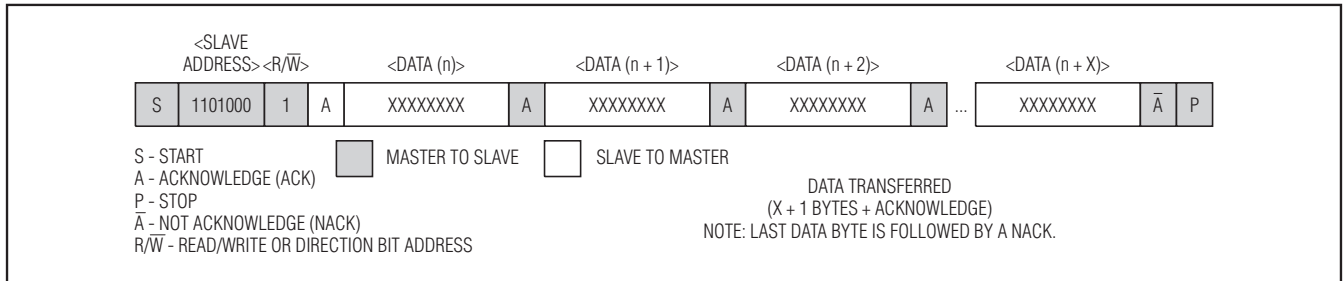 <SLAVE
ADDRESS> <R/W̅> <DATA (n)> <DATA (n + 1)> <DATA (n + 2)> <DATA (n + X)>
S 1101000 1 A XXXXXXXX A XXXXXXXX A XXXXXXXX A ... XXXXXXXX A̅ P
S - START MASTER TO SLAVE SLAVE TO MASTER
A - ACKNOWLEDGE (ACK)
P - STOP
A̅ - NOT ACKNOWLEDGE (NACK)
R/W̅ - READ/WRITE OR DIRECTION BIT ADDRESS
DATA TRANSFERRED
(X + 1 BYTES + ACKNOWLEDGE)
NOTE: LAST DATA BYTE IS FOLLOWED BY A NACK.